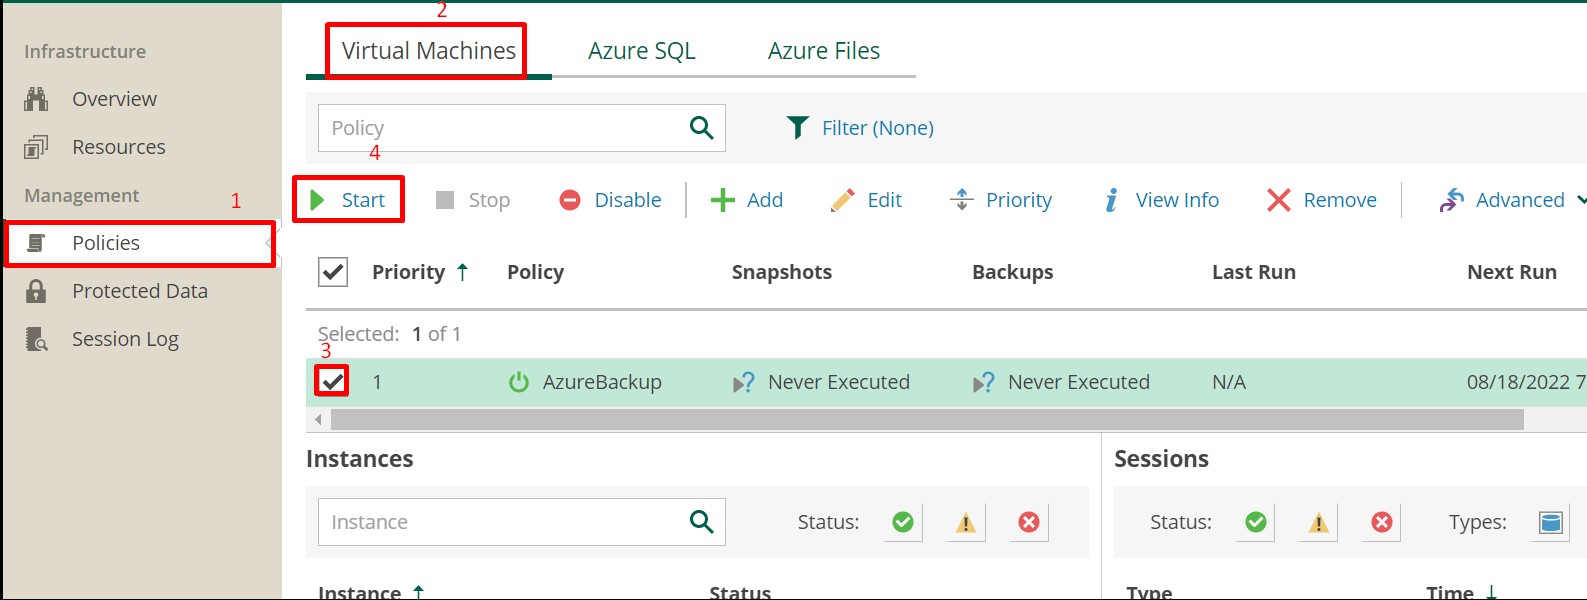 2
Infrastructure
Virtual Machines Azure SQL Azure Files
Overview
Policy Filter (None)
Resources
4
Management 1
Start Stop Disable Add Edit Priority View Info Remove Advanced
Policies
Priority Policy Snapshots Backups Last Run Next Run
Protected Data
Selected: 1 of 1
Session Log
3
1 AzureBackup Never Executed Never Executed N/A 08/18/2022 7
Instances Sessions
Instance Status: Status: Types:
Instance Status Type Time